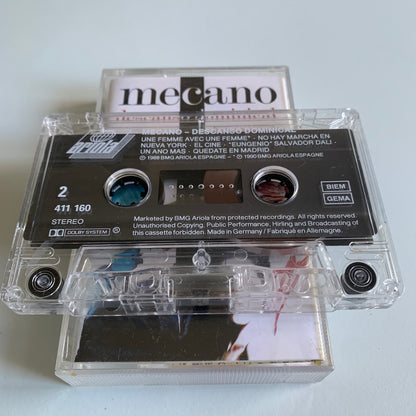 mecano
ariola
MECANO – DESCANSO DOMINICAL
UNE FEMME AVEC UNE FEMME* · NO HAY MARCHA EN
NUEVA YORK · EL CINE · "EUNGENIO" SALVADOR DALI ·
UN ANO MAS · QUEDATE EN MADRID
℗ 1988 BMG ARIOLA ESPAGNE · *℗ 1990 BMG ARIOLA ESPAGNE
2
411 160
STEREO
DOLBY SYSTEM
BIEM
GEMA
Marketed by BMG Ariola from protected recordings. All rights reserved.
Unauthorised Copying, Public Performance, Hiring and Broadcasting of
this cassette forbidden. Made in Germany / Fabriqué en Allemagne.